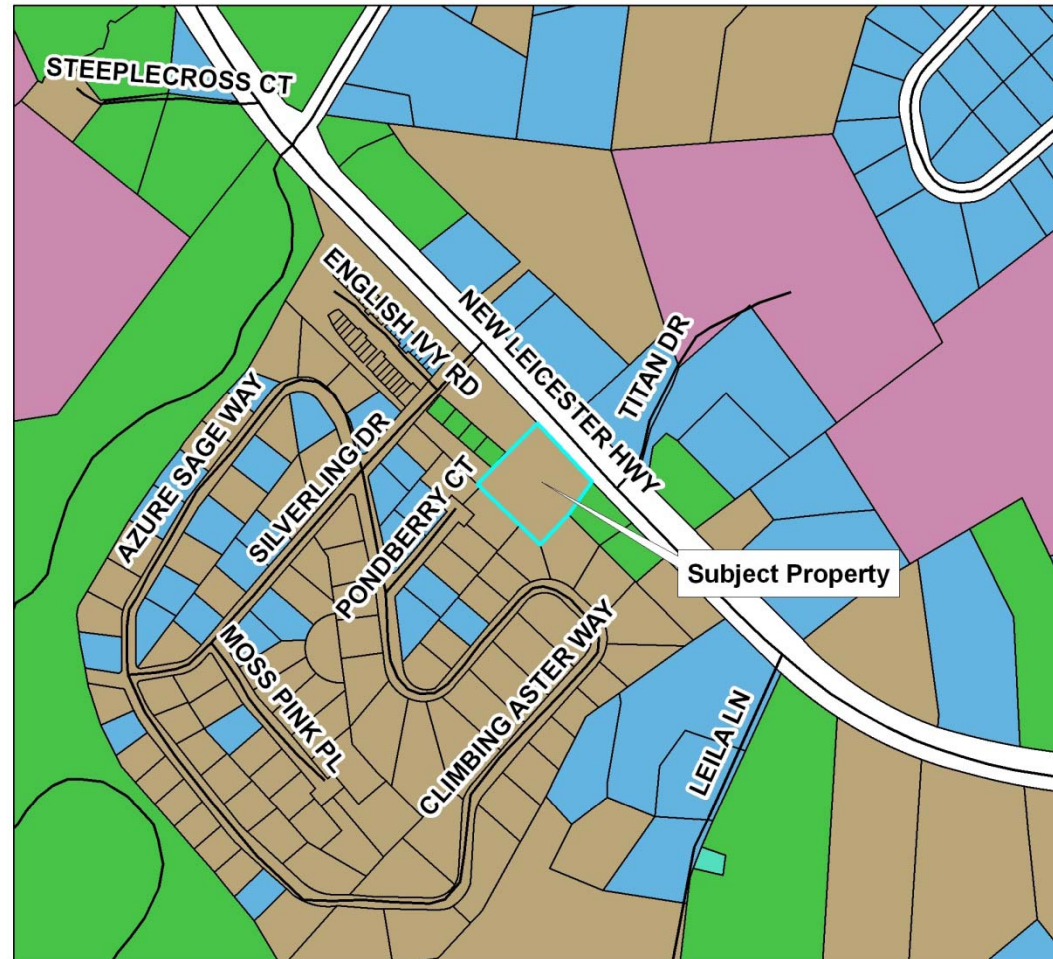 STEEPLECROSS CT
ENGLISH IVY RD
NEW LEICESTER HWY
TITAN DR
AZURE SAGE WAY
SILVERLING DR
PONDBERRY CT
Subject Property
MOSS PINK PL
CLIMBING ASTER WAY
LEILA LN